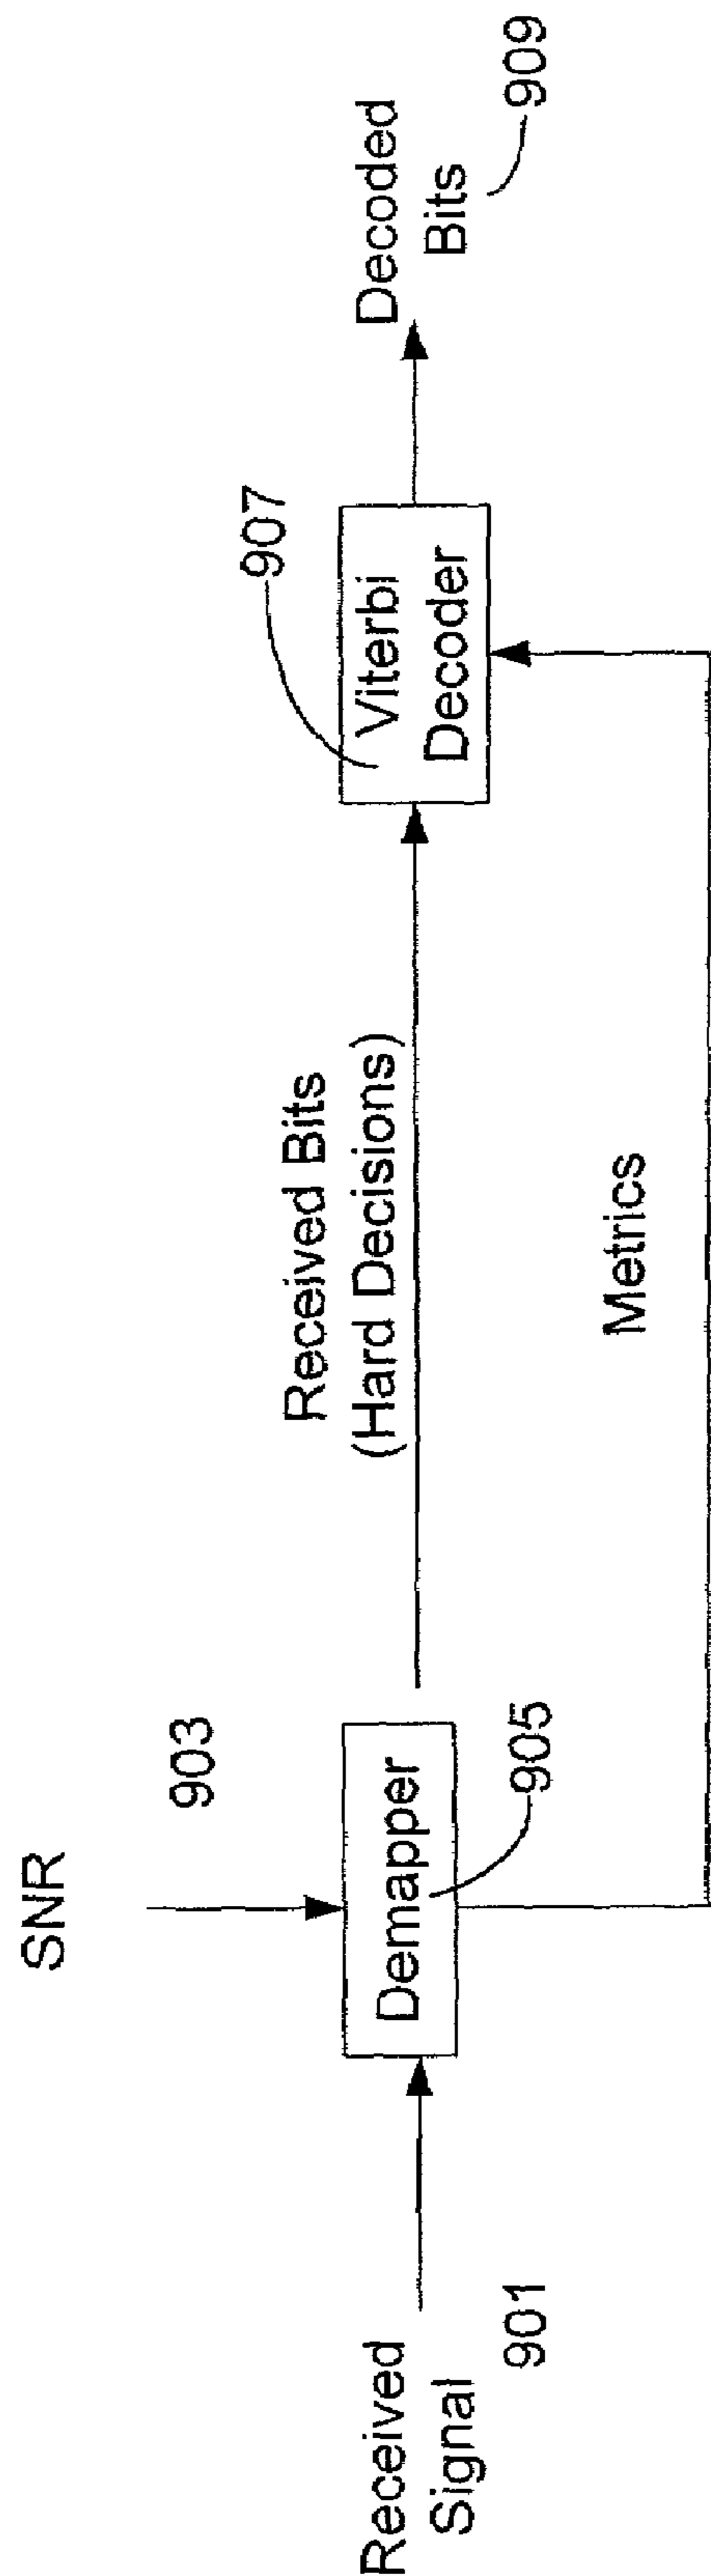 SNR
903
Received
Signal
901
Demapper
905
Received Bits
(Hard Decisions)
Metrics
907
Viterbi
Decoder
Decoded
Bits
909